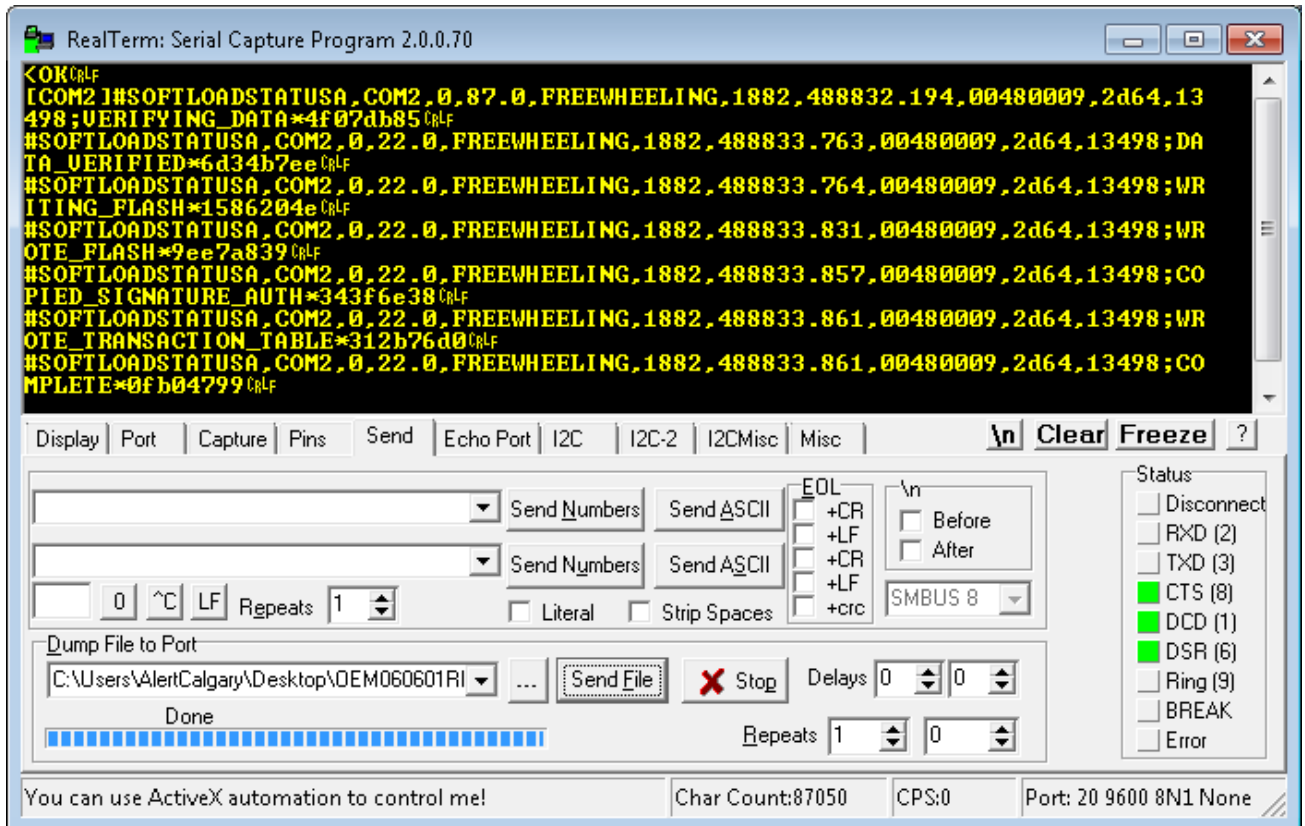 RealTerm: Serial Capture Program 2.0.0.70
<OKCRLF
[COM2]#SOFTLOADSTATUSA,COM2,0,87.0,FREEWHEELING,1882,488832.194,00480009,2d64,13
498;VERIFYING_DATA*4f07db85CRLF
#SOFTLOADSTATUSA,COM2,0,22.0,FREEWHEELING,1882,488833.763,00480009,2d64,13498;DA
TA_VERIFIED*6d34b7eeCRLF
#SOFTLOADSTATUSA,COM2,0,22.0,FREEWHEELING,1882,488833.764,00480009,2d64,13498;WR
ITING_FLASH*1586204eCRLF
#SOFTLOADSTATUSA,COM2,0,22.0,FREEWHEELING,1882,488833.831,00480009,2d64,13498;WR
OTE_FLASH*9ee7a839CRLF
#SOFTLOADSTATUSA,COM2,0,22.0,FREEWHEELING,1882,488833.857,00480009,2d64,13498;CO
PIED_SIGNATURE_AUTH*343f6e38CRLF
#SOFTLOADSTATUSA,COM2,0,22.0,FREEWHEELING,1882,488833.861,00480009,2d64,13498;WR
OTE_TRANSACTION_TABLE*312b76d0CRLF
#SOFTLOADSTATUSA,COM2,0,22.0,FREEWHEELING,1882,488833.861,00480009,2d64,13498;CO
MPLETE*0fb04799CRLF
Display Port Capture Pins Send Echo Port I2C I2C-2 I2CMisc Misc \n Clear Freeze ?
Send Numbers Send ASCII
Send Numbers Send ASCII
0 ^C LF Repeats 1
Literal Strip Spaces
EOL
+CR
+LF
+CR
+LF
+crc
\n
Before
After
SMBUS 8
Status
Disconnect
RXD (2)
TXD (3)
CTS (8)
DCD (1)
DSR (6)
Ring (9)
BREAK
Error
Dump File to Port
C:\Users\AlertCalgary\Desktop\OEM060601RI ... Send File Stop Delays 0 0
Done
Repeats 1 0
You can use ActiveX automation to control me! Char Count:87050 CPS:0 Port: 20 9600 8N1 None